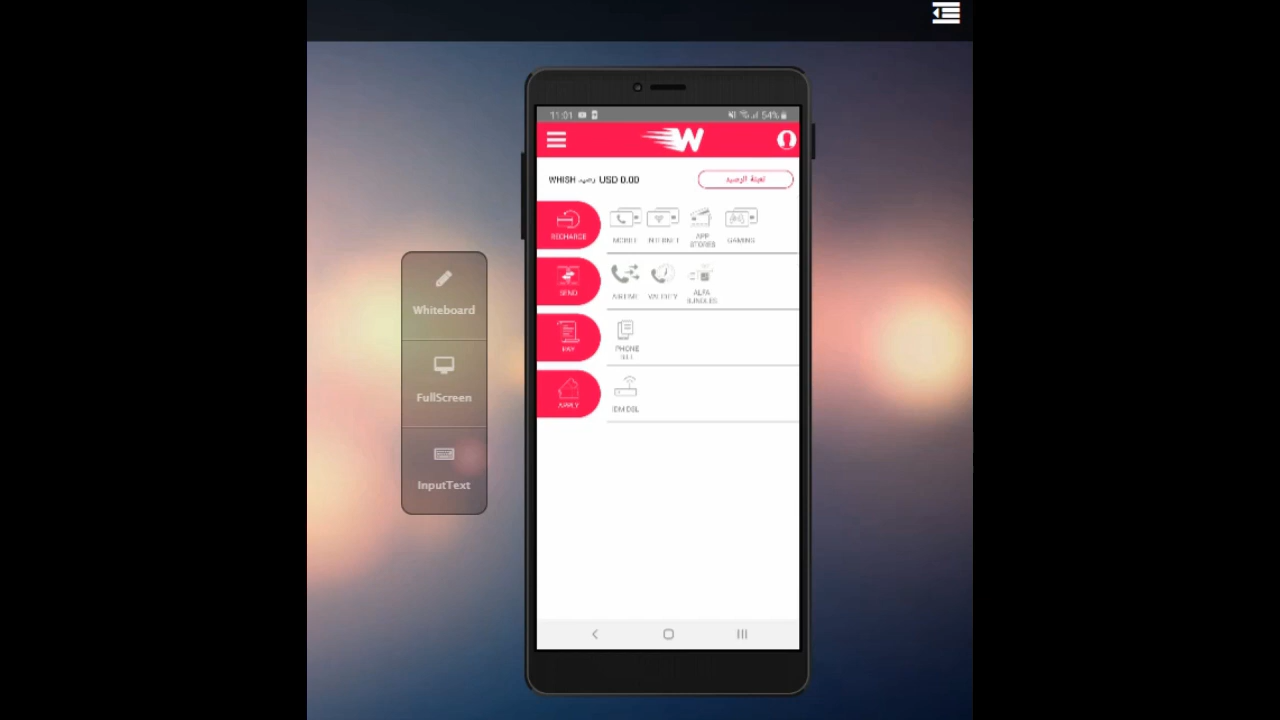 11:01
54%
W
WHISH رصيد USD 0.00
تعبئة الرصيد
RECHARGE
MOBILE
INTERNET
APP
STORIES
GAMING
SEND
AIRTIME
VALIDITY
ALFA
BUNDLES
PAY
PHONE
BILL
APPLY
IDM DSL
Whiteboard
FullScreen
InputText